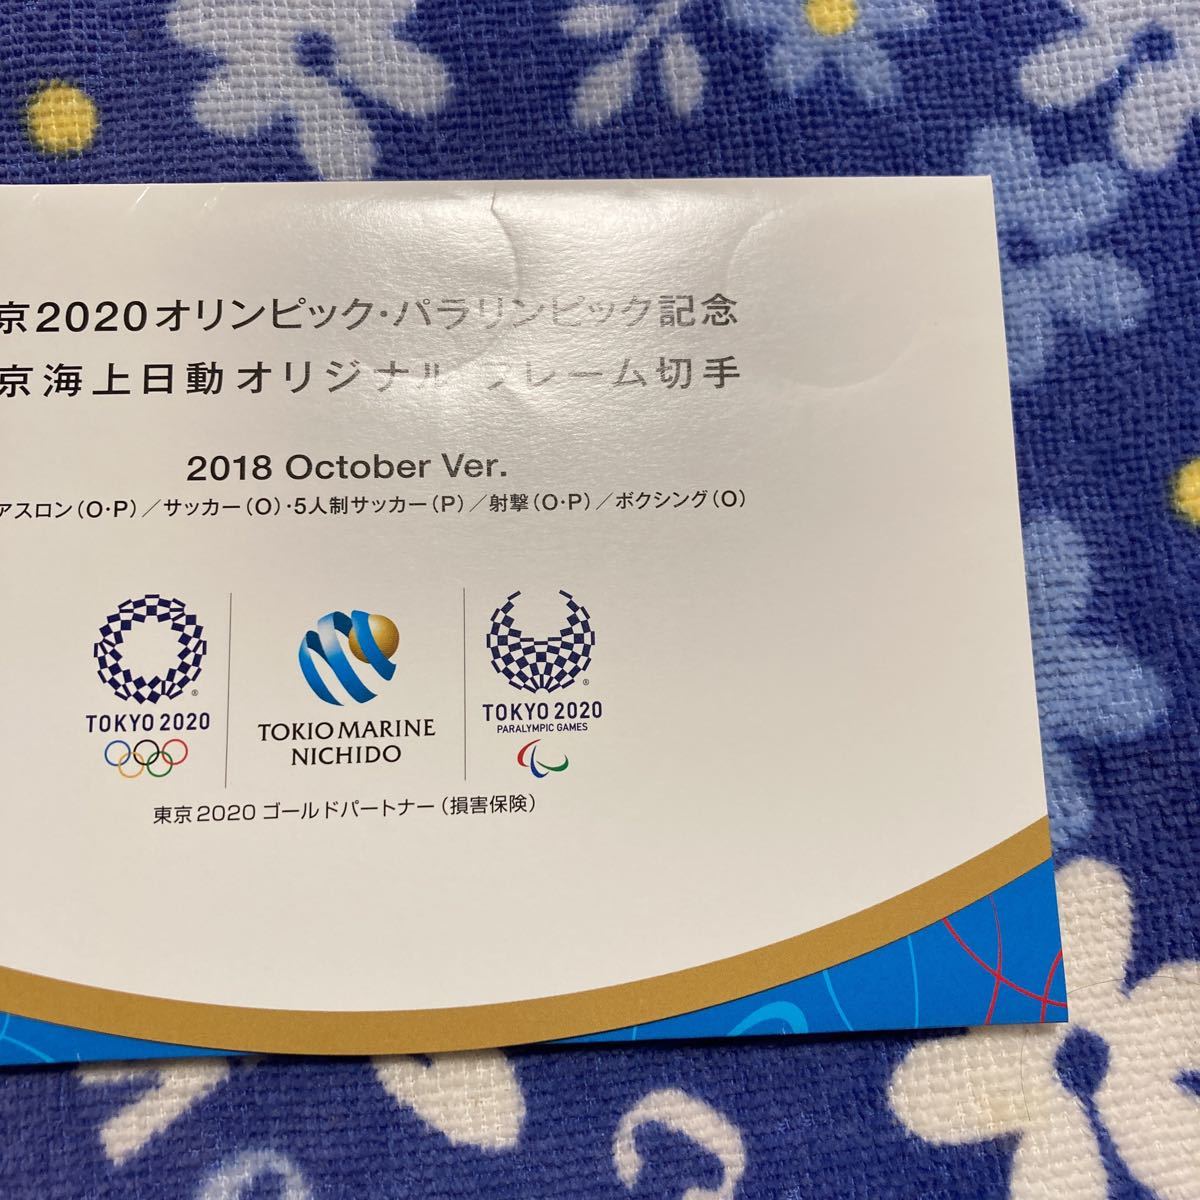 京2020オリンピック・パラリンピック記念
京海上日動オリジナル フレーム切手
2018 October Ver.
アスロン(O・P)/サッカー(O)・5人制サッカー(P)/射撃(O・P)/ボクシング(O)
TOKYO 2020
TOKIO MARINE
NICHIDO
TOKYO 2020
PARALYMPIC GAMES
東京2020 ゴールドパートナー(損害保険)